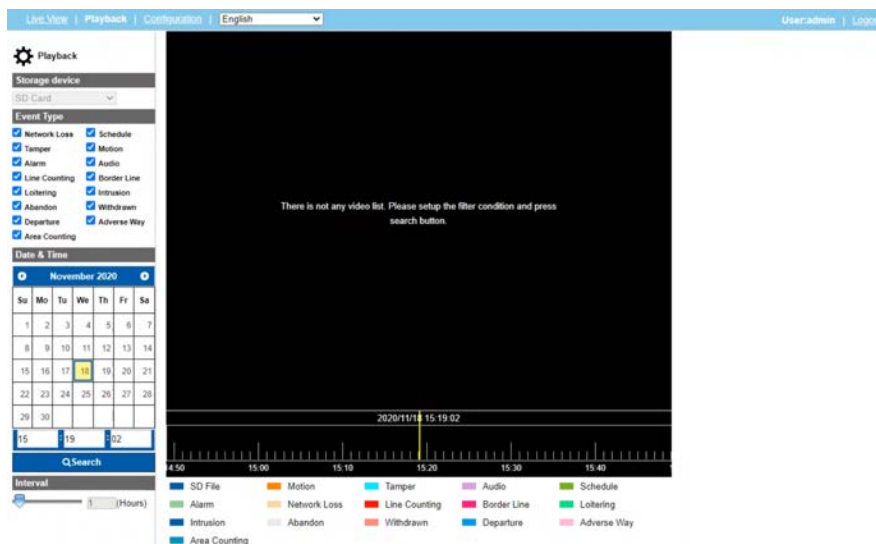 Live View | Playback | Configuration | English
User:admin | Logou
Playback
Storage device
SD Card
Event Type
Network Loss Schedule
Tamper Motion
Alarm Audio
Line Counting Border Line
Loitering Intrusion
Abandon Withdrawn
Departure Adverse Way
Area Counting
Date & Time
November 2020
Su Mo Tu We Th Fr Sa
1 2 3 4 5 6 7
8 9 10 11 12 13 14
15 16 17 18 19 20 21
22 23 24 25 26 27 28
29 30
15 : 19 : 02
Search
Interval
1 (Hours)
There is not any video list. Please setup the filter condition and press
search button.
2020/11/18 15:19:02
14:50 15:00 15:10 15:20 15:30 15:40
SD File Motion Tamper Audio Schedule
Alarm Network Loss Line Counting Border Line Loitering
Intrusion Abandon Withdrawn Departure Adverse Way
Area Counting